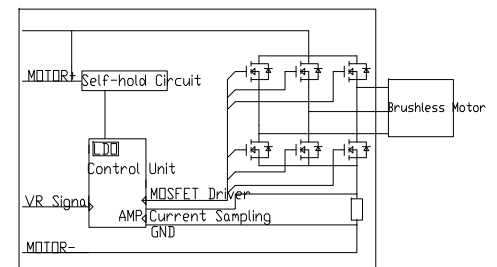 MOTOR+
Self-hold Circuit
Brushless Motor
LDO
Control Unit
MOSFET Driver
VR Signa
AMP Current Sampling
GND
MOTOR-